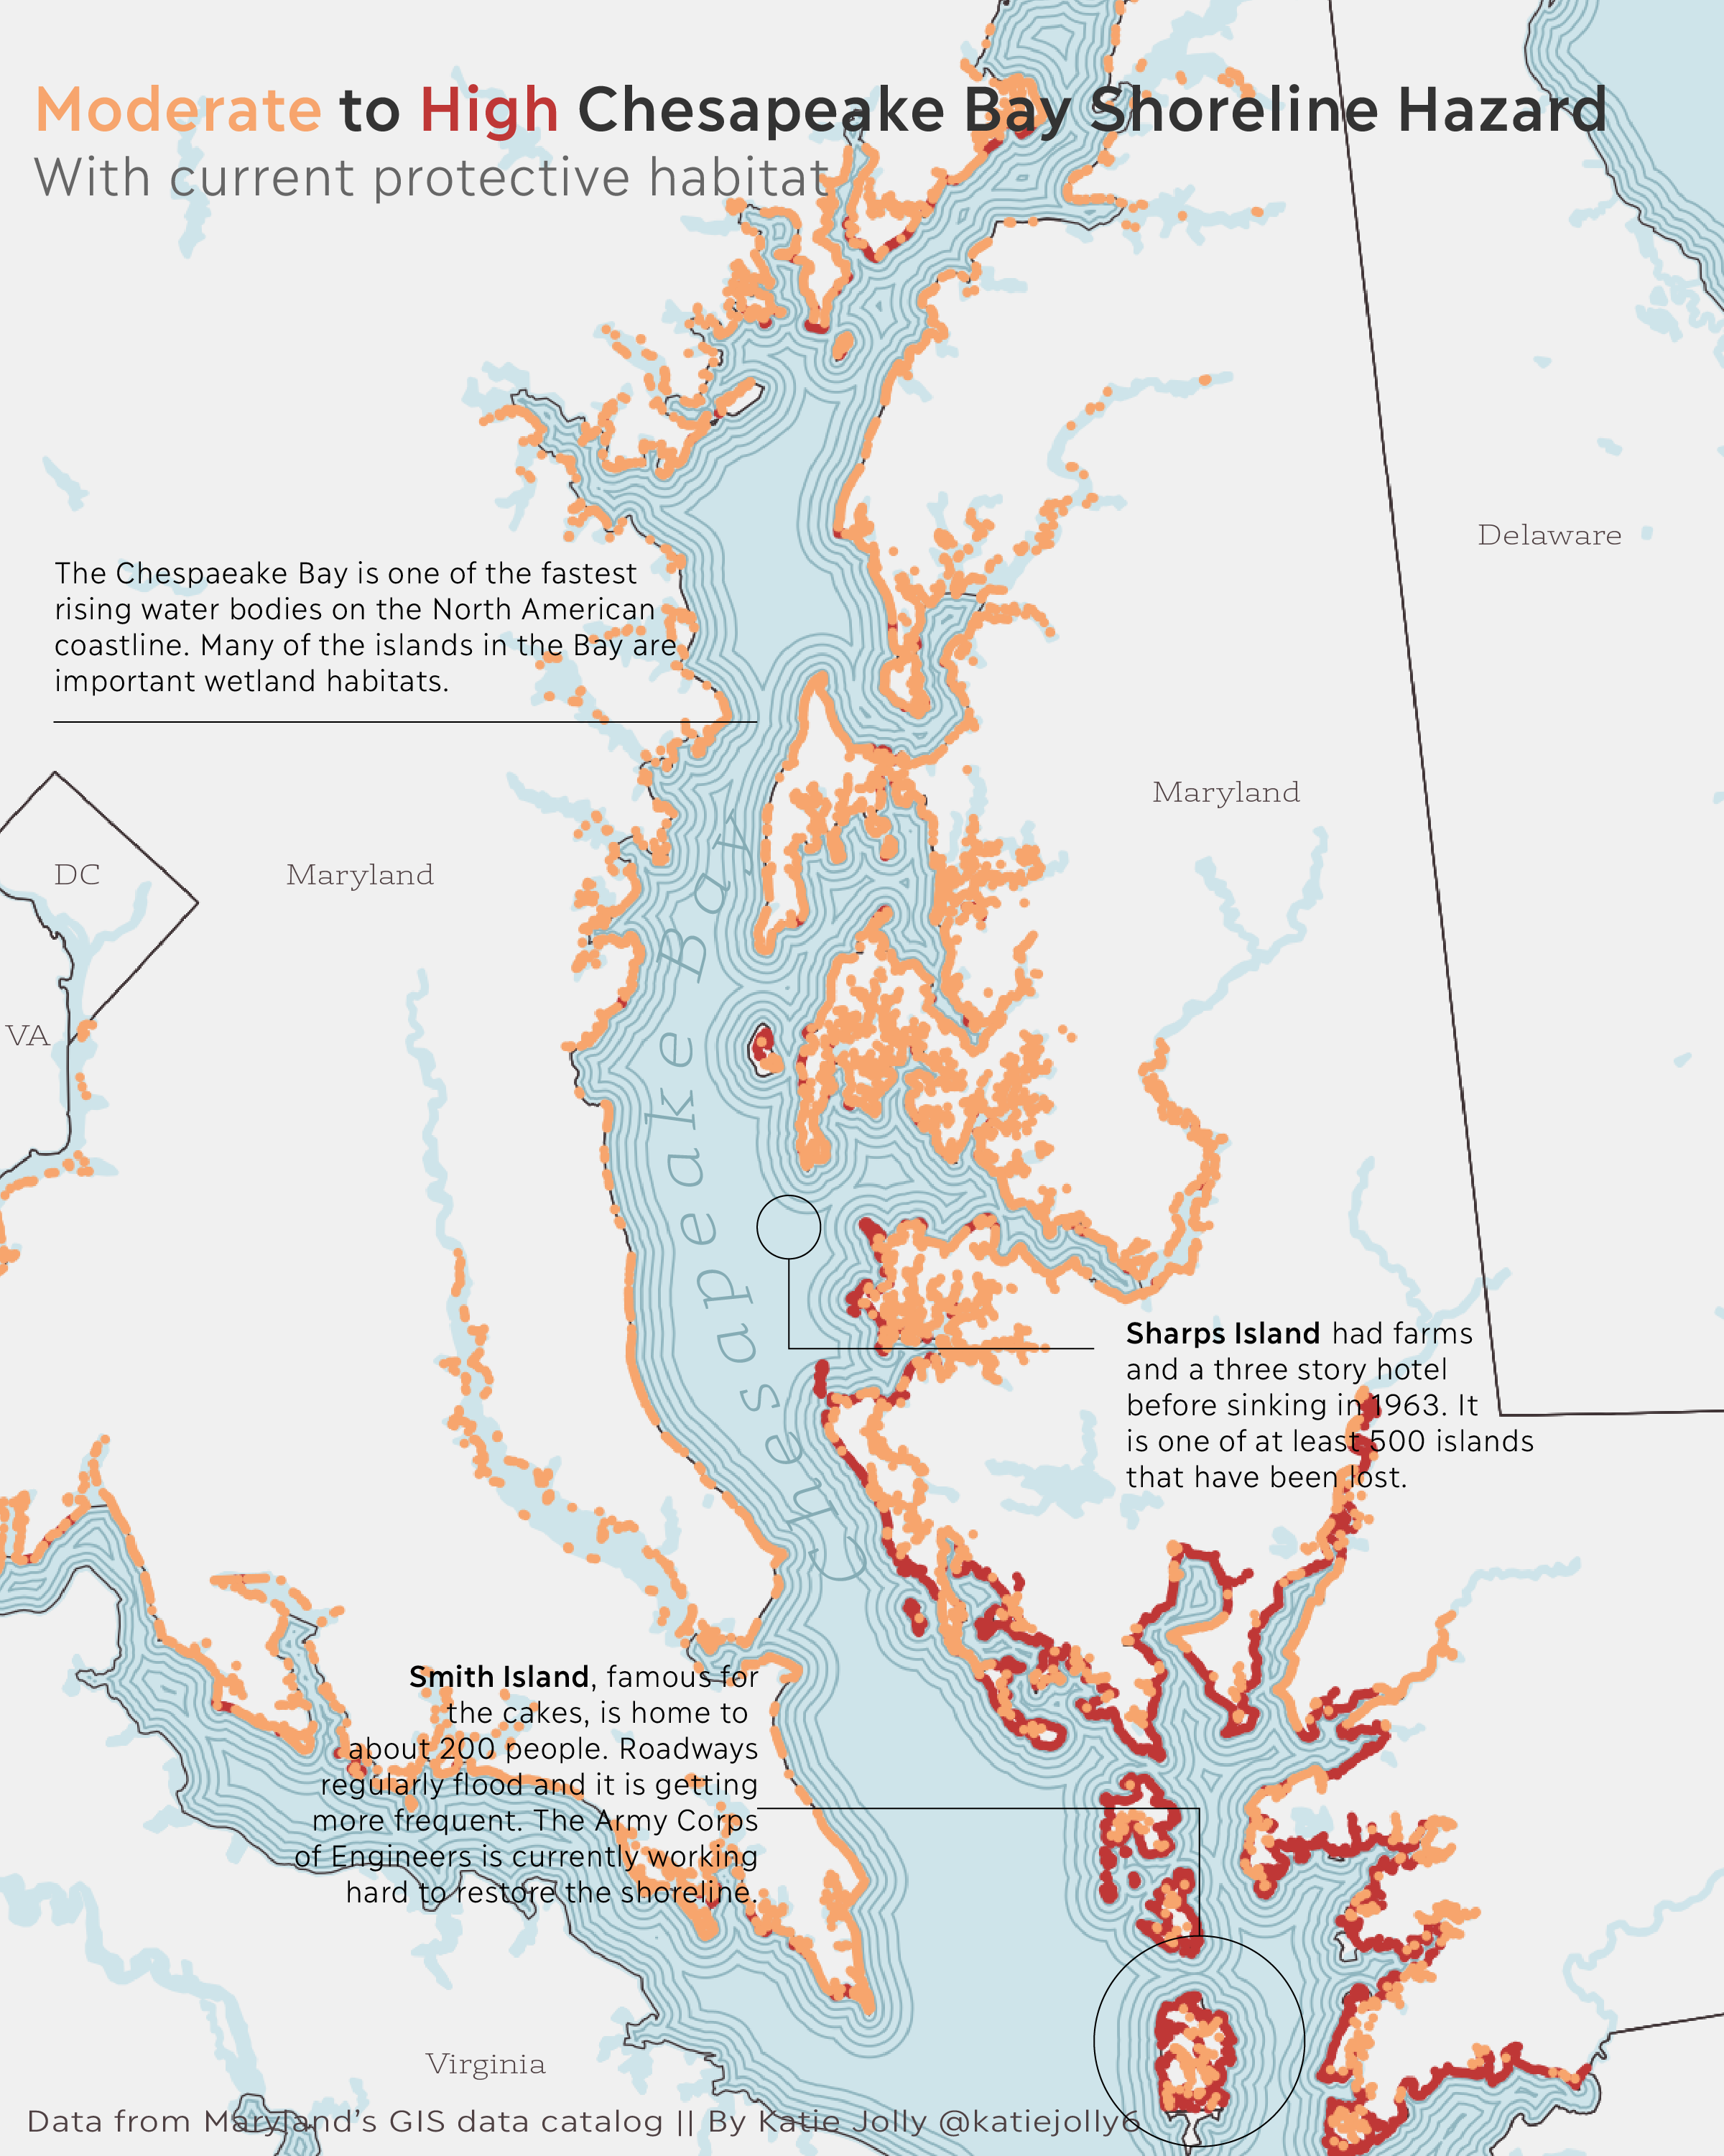 Moderate to High Chesapeake Bay Shoreline Hazard
With current protective habitat
Delaware
The Chespaeake Bay is one of the fastest
rising water bodies on the North American
coastline. Many of the islands in the Bay are
important wetland habitats.
Maryland
DC
Maryland
VA
Chesapeake Bay
Sharps Island had farms
and a three story hotel
before sinking in 1963. It
is one of at least 500 islands
that have been lost.
Smith Island, famous for
the cakes, is home to
about 200 people. Roadways
regularly flood and it is getting
more frequent. The Army Corps
of Engineers is currently working
hard to restore the shoreline.
Virginia
Data from Maryland’s GIS data catalog || By Katie Jolly @katiejolly6